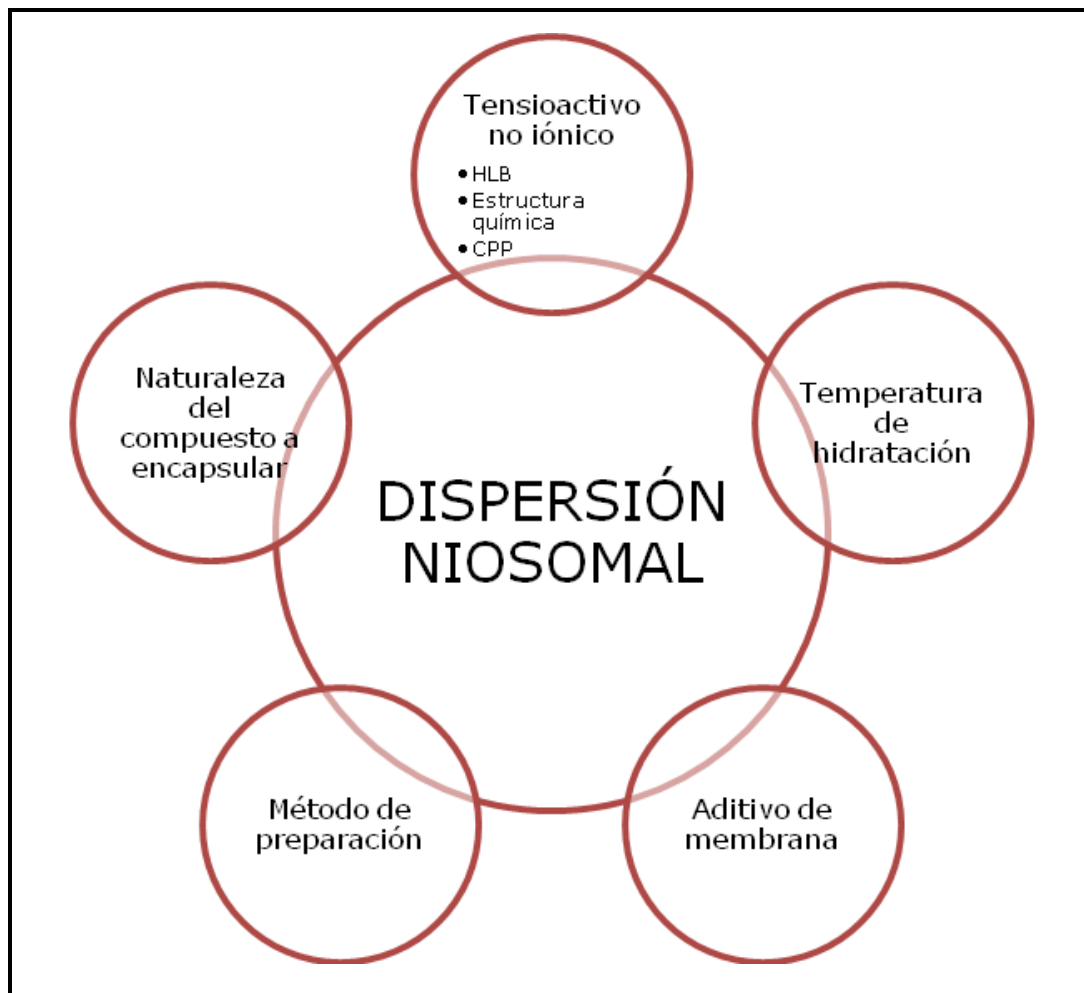 Tensioactivo
no iónico
• HLB
• Estructura
química
• CPP
Naturaleza
del
compuesto a
encapsular
Temperatura
de
hidratación
DISPERSIÓN
NIOSOMAL
Método de
preparación
Aditivo de
membrana